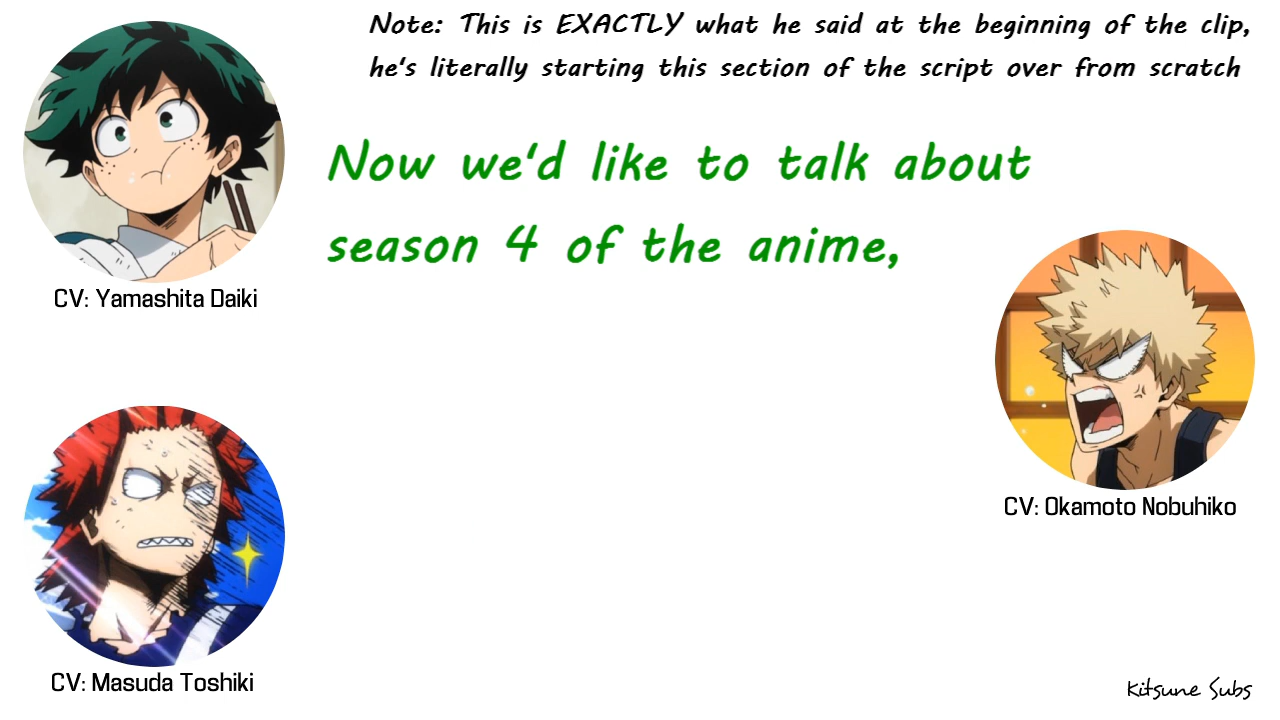 Note: This is EXACTLY what he said at the beginning of the clip,
he's literally starting this section of the script over from scratch
Now we'd like to talk about
season 4 of the anime,
CV: Yamashita Daiki
CV: Okamoto Nobuhiko
CV: Masuda Toshiki
Kitsune Subs